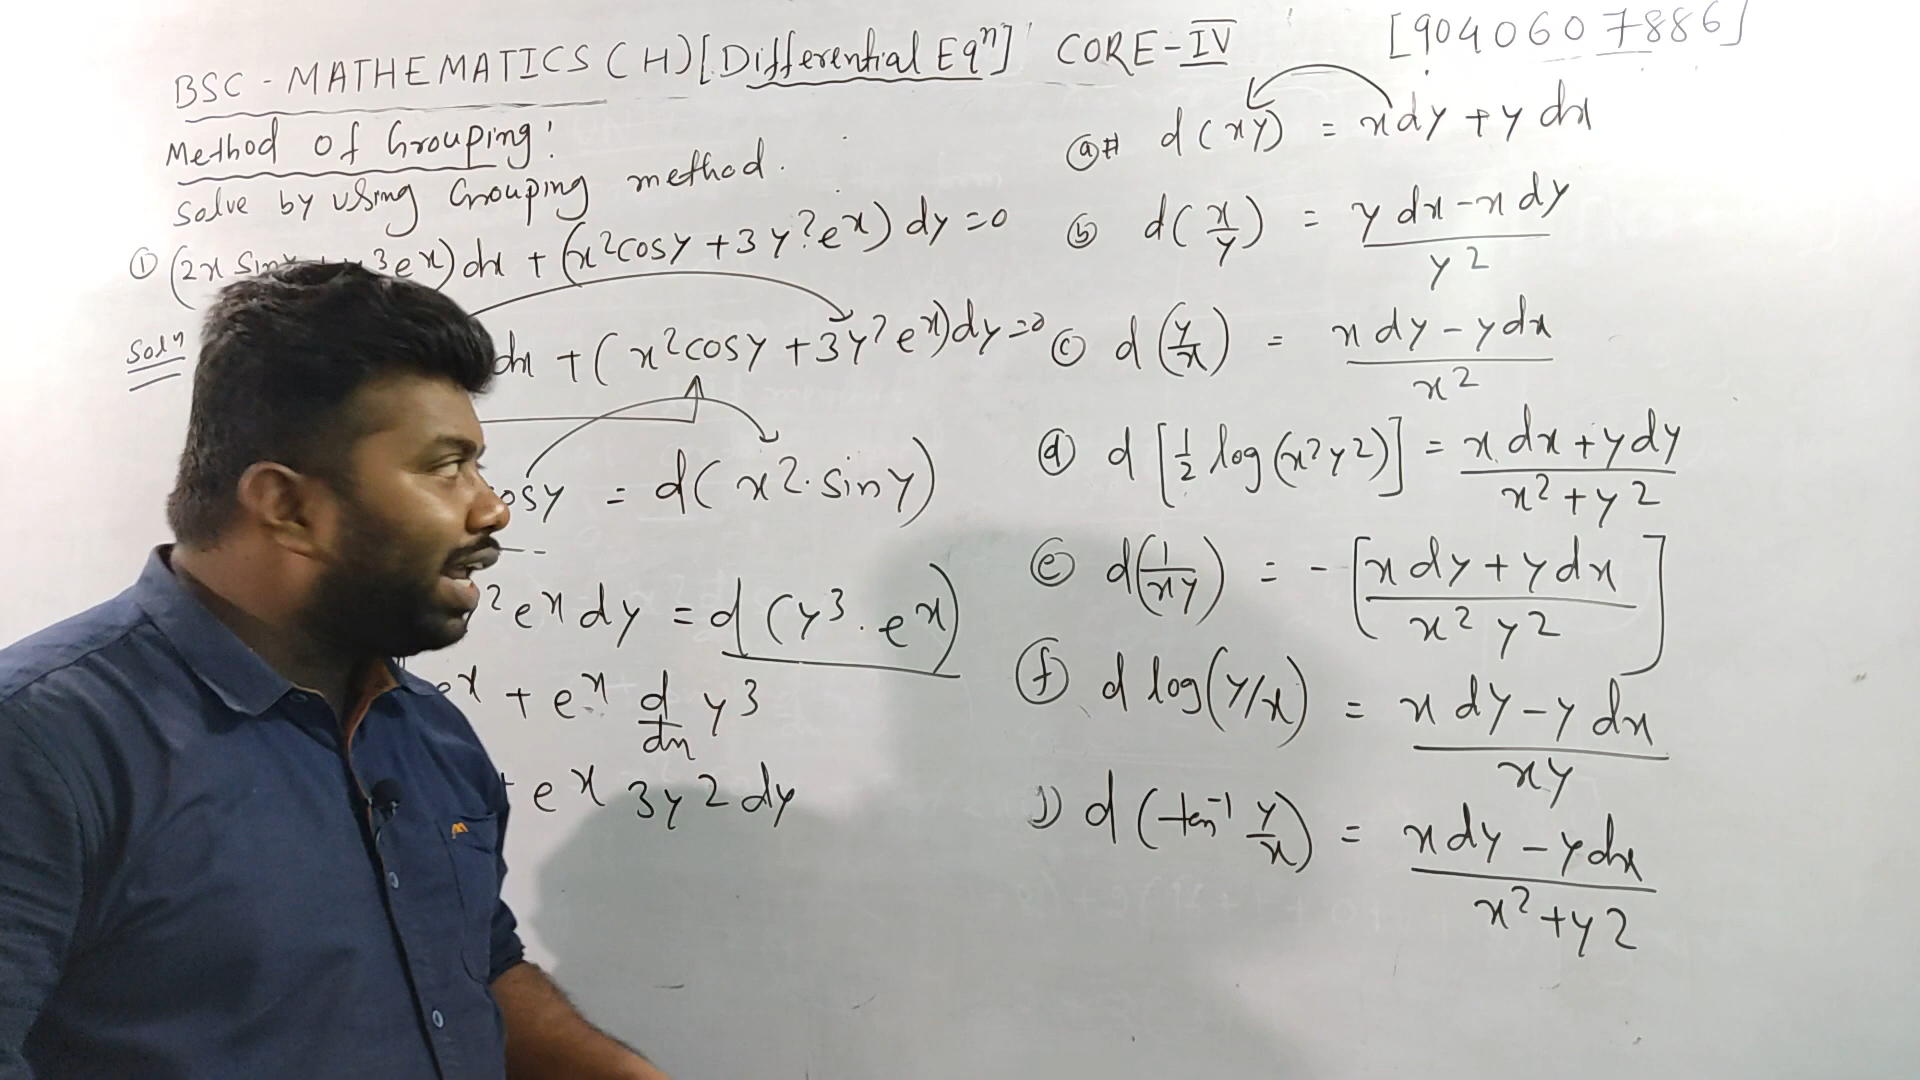 BSC - MATHEMATICS (H) [Differential Eqⁿ] CORE-IV
[9040607886]
Method of Grouping:
Solve by using Grouping method.
① (2x Sin 3eˣ)dx + (x²cosy + 3y²eˣ) dy = 0
Solⁿ
dx + (x²cosy + 3y²eˣ)dy = 0
osy = d(x².siny)
²eˣdy = d(y³.eˣ)
eˣ + eˣ d/dx y³
+ eˣ 3y²dy
ⓐ# d(xy) = xdy + ydx
ⓑ d(x/y) = (ydx - xdy)/y²
ⓒ d(y/x) = (xdy - ydx)/x²
ⓓ d[½ log(x²y²)] = (x.dx + ydy)/(x² + y²)
ⓔ d(1/xy) = -[(xdy + ydx)/(x²y²)]
ⓕ d log(y/x) = (xdy - ydx)/(xy)
d(tan⁻¹ y/x) = (xdy - ydx)/(x² + y²)